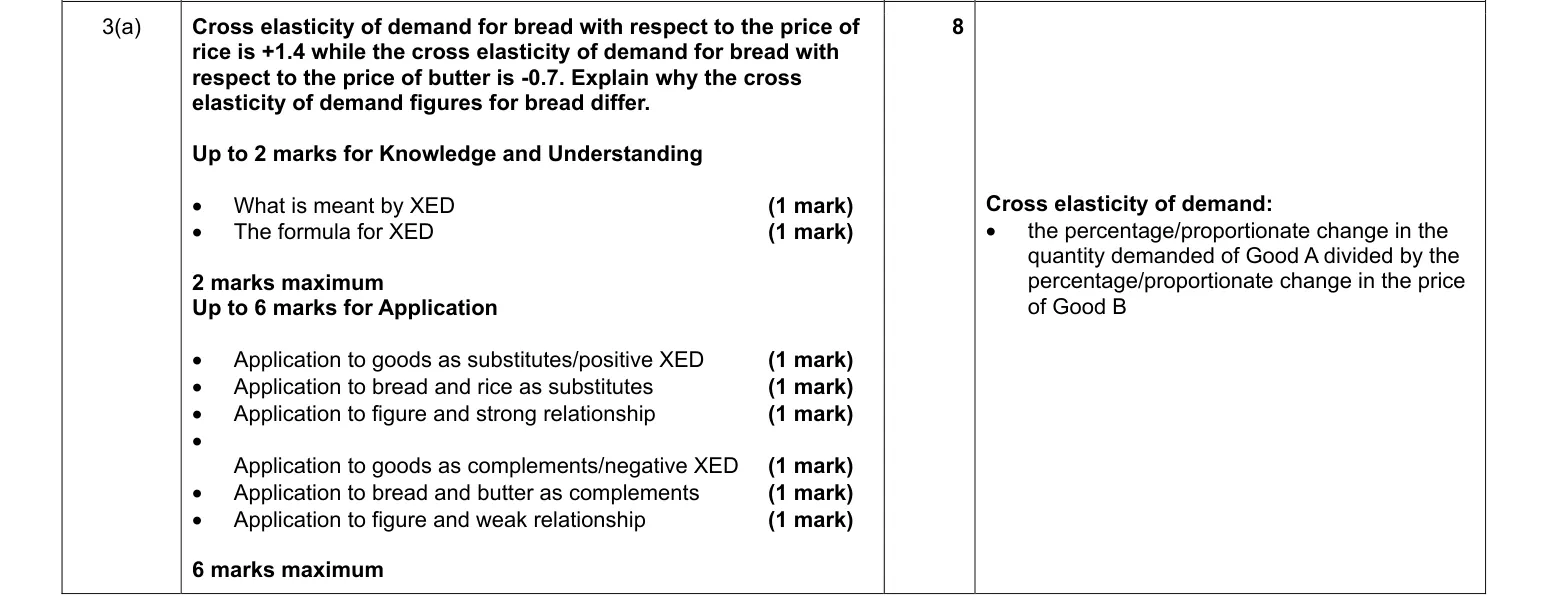 3(a)
Cross elasticity of demand for bread with respect to the price of
rice is +1.4 while the cross elasticity of demand for bread with
respect to the price of butter is -0.7. Explain why the cross
elasticity of demand figures for bread differ.
Up to 2 marks for Knowledge and Understanding
• What is meant by XED (1 mark)
• The formula for XED (1 mark)
2 marks maximum
Up to 6 marks for Application
• Application to goods as substitutes/positive XED (1 mark)
• Application to bread and rice as substitutes (1 mark)
• Application to figure and strong relationship (1 mark)
•
Application to goods as complements/negative XED (1 mark)
• Application to bread and butter as complements (1 mark)
• Application to figure and weak relationship (1 mark)
6 marks maximum
8
Cross elasticity of demand:
• the percentage/proportionate change in the
quantity demanded of Good A divided by the
percentage/proportionate change in the price
of Good B